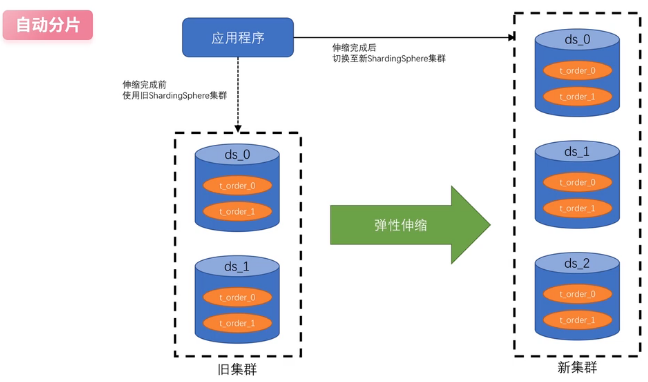 自动分片
应用程序
伸缩完成后
切换至新ShardingSphere集群
伸缩完成前
使用旧ShardingSphere集群
ds_0
t_order_0
t_order_1
ds_1
t_order_0
t_order_1
旧集群
弹性伸缩
ds_0
t_order_0
t_order_1
ds_1
t_order_0
t_order_1
ds_2
t_order_0
t_order_1
新集群